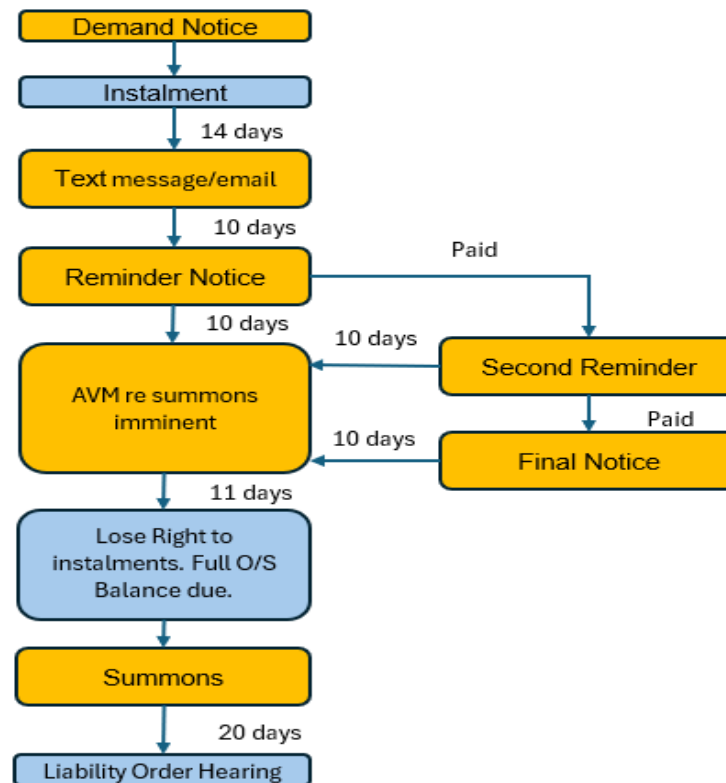 Demand Notice
Instalment
14 days
Text message/email
10 days
Paid
Reminder Notice
10 days
10 days
Second Reminder
AVM re summons
imminent
Paid
10 days
Final Notice
11 days
Lose Right to
instalments. Full O/S
Balance due.
Summons
20 days
Liability Order Hearing